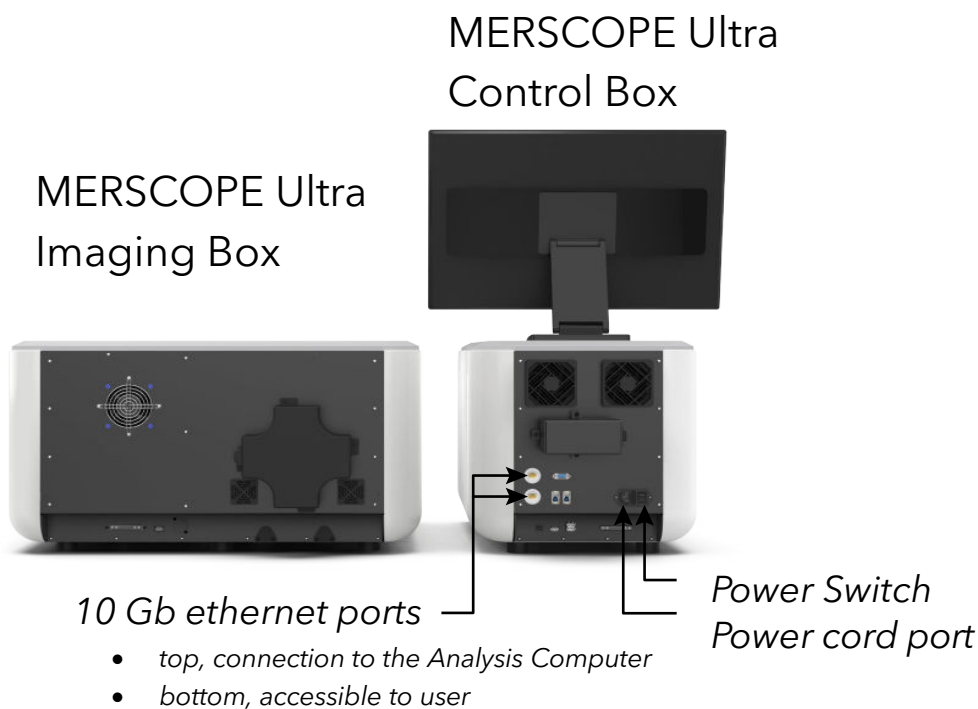 MERSCOPE Ultra
Control Box
MERSCOPE Ultra
Imaging Box
10 Gb ethernet ports
• top, connection to the Analysis Computer
• bottom, accessible to user
Power Switch
Power cord port